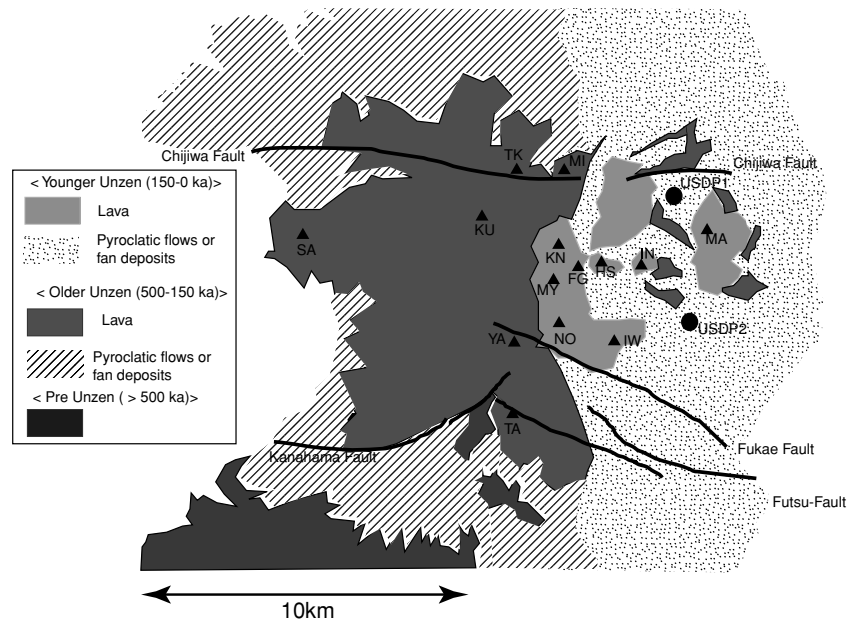 TK
MI
Chijiwa Fault
Chijiwa Fault
< Younger Unzen (150-0 ka)>
USDP1
Lava
KU
SA
MA
Pyroclatic flows or
fan deposits
KN
IN
HS
FG
MY
< Older Unzen (500-150 ka)>
Lava
NO
USDP2
YA
IW
Pyroclatic flows or
fan deposits
< Pre Unzen ( > 500 ka)>
TA
Kanahama Fault
Fukae Fault
Futsu-Fault
10km